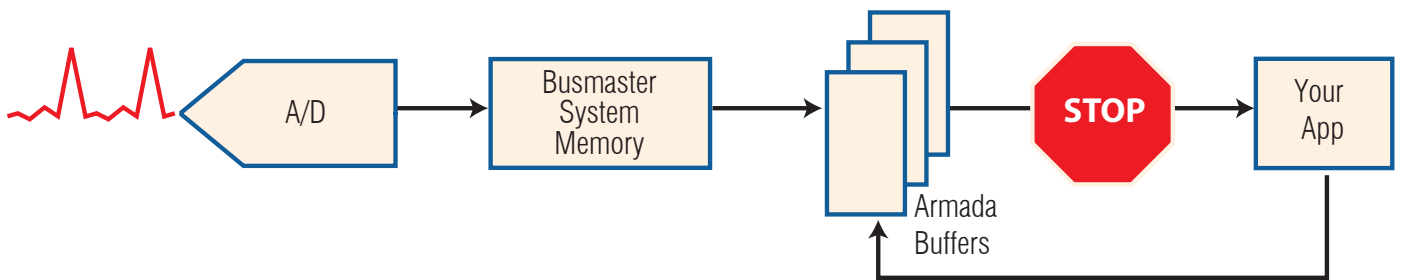 A/D
Busmaster
System
Memory
Armada
Buffers
STOP
Your
App